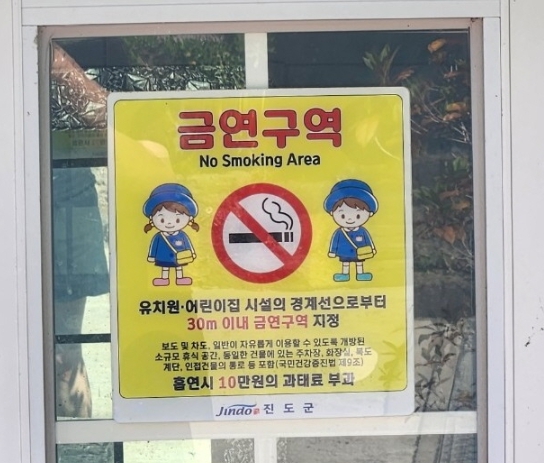 금연구역
No Smoking Area
유치원·어린이집 시설의 경계선으로부터
30m 이내 금연구역 지정
보도 및 차도, 일반이 자유롭게 이용할 수 있도록 개방된
소규모 휴식 공간, 동일한 건물에 있는 주차장, 화장실, 복도
계단, 인접건물의 통로 등 포함(국민건강증진법 제9조)
흡연시 10만원의 과태료 부과
Jindo 진도군